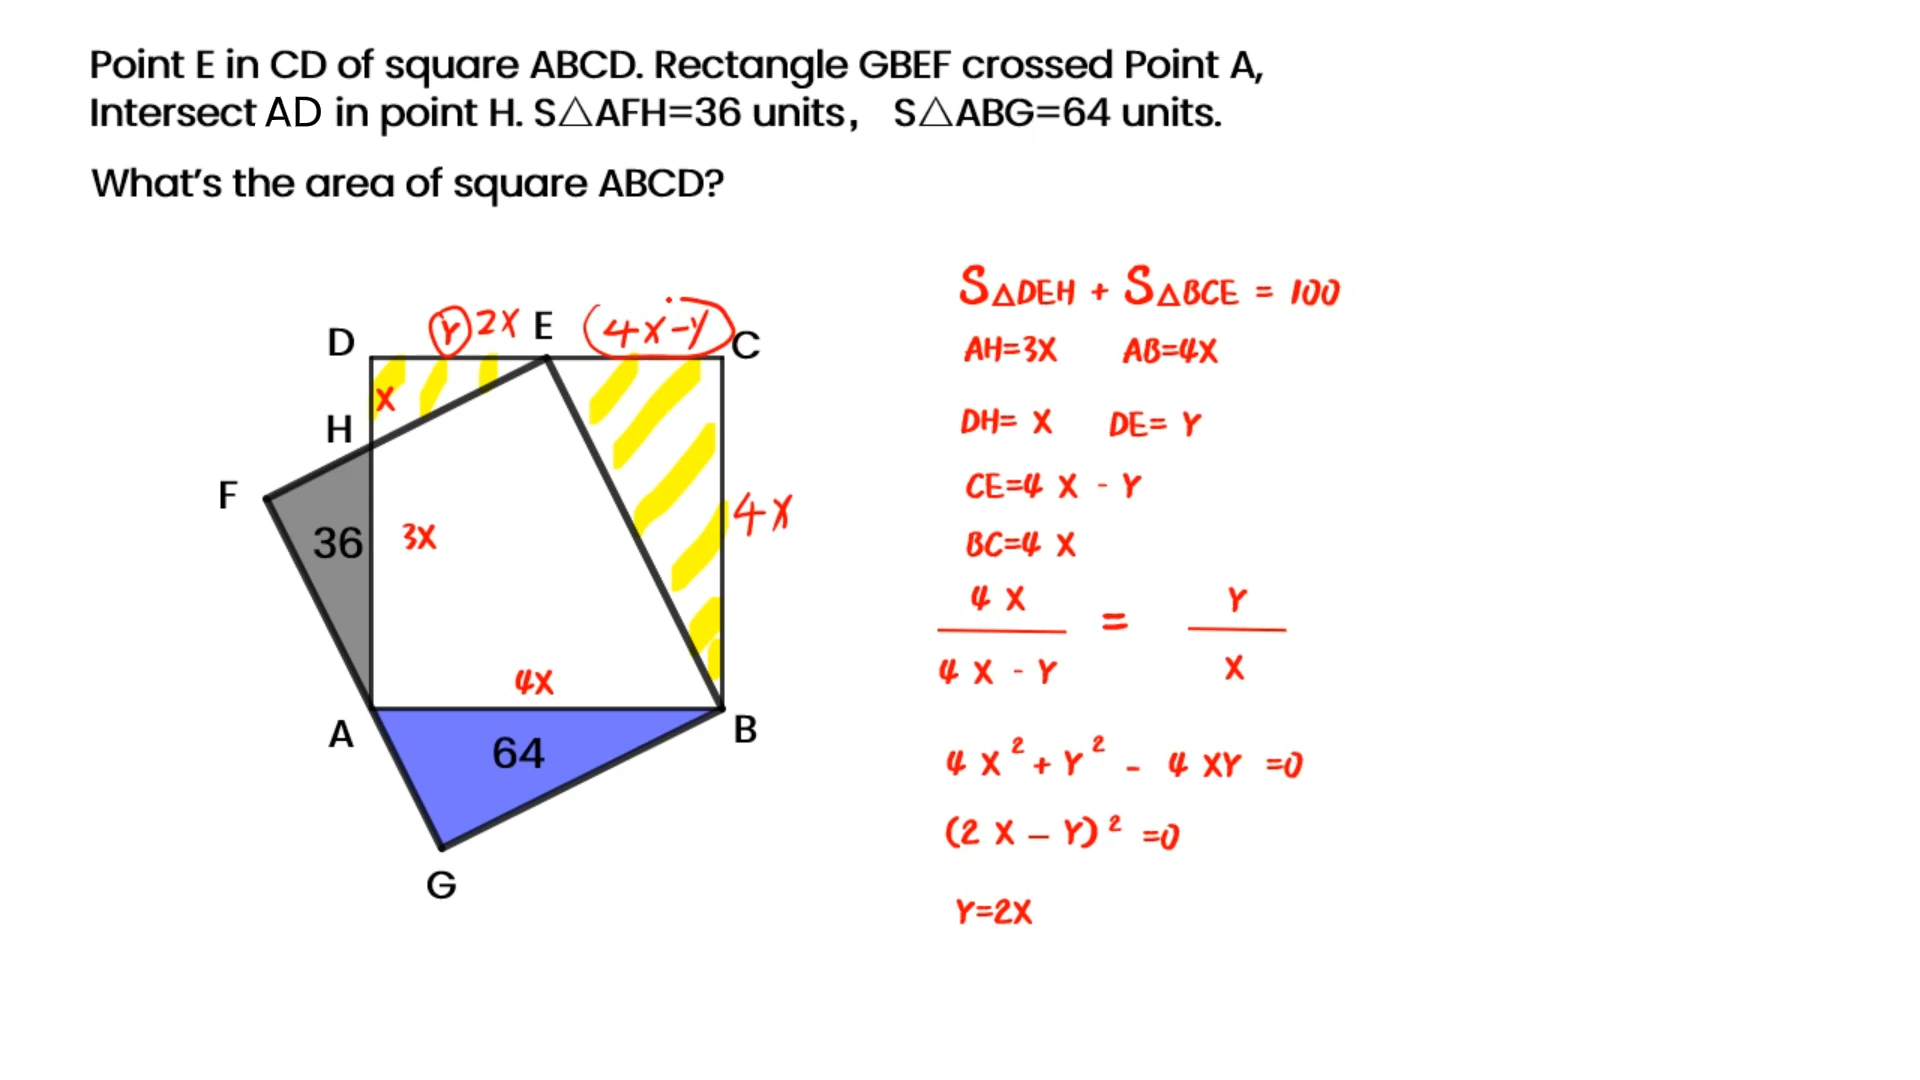 Point E in CD of square ABCD. Rectangle GBEF crossed Point A,
Intersect AD in point H. S△AFH=36 units, S△ABG=64 units.
What's the area of square ABCD?
D
Y 2X
E
(4X-Y)
C
X
H
F
36
3X
4X
4X
A
B
64
G
S△DEH + S△BCE = 100
AH=3X AB=4X
DH= X DE= Y
CE=4 X - Y
BC=4 X
4 X / 4 X - Y = Y / X
4 X² + Y² - 4 XY =0
(2 X – Y)² =0
Y=2X